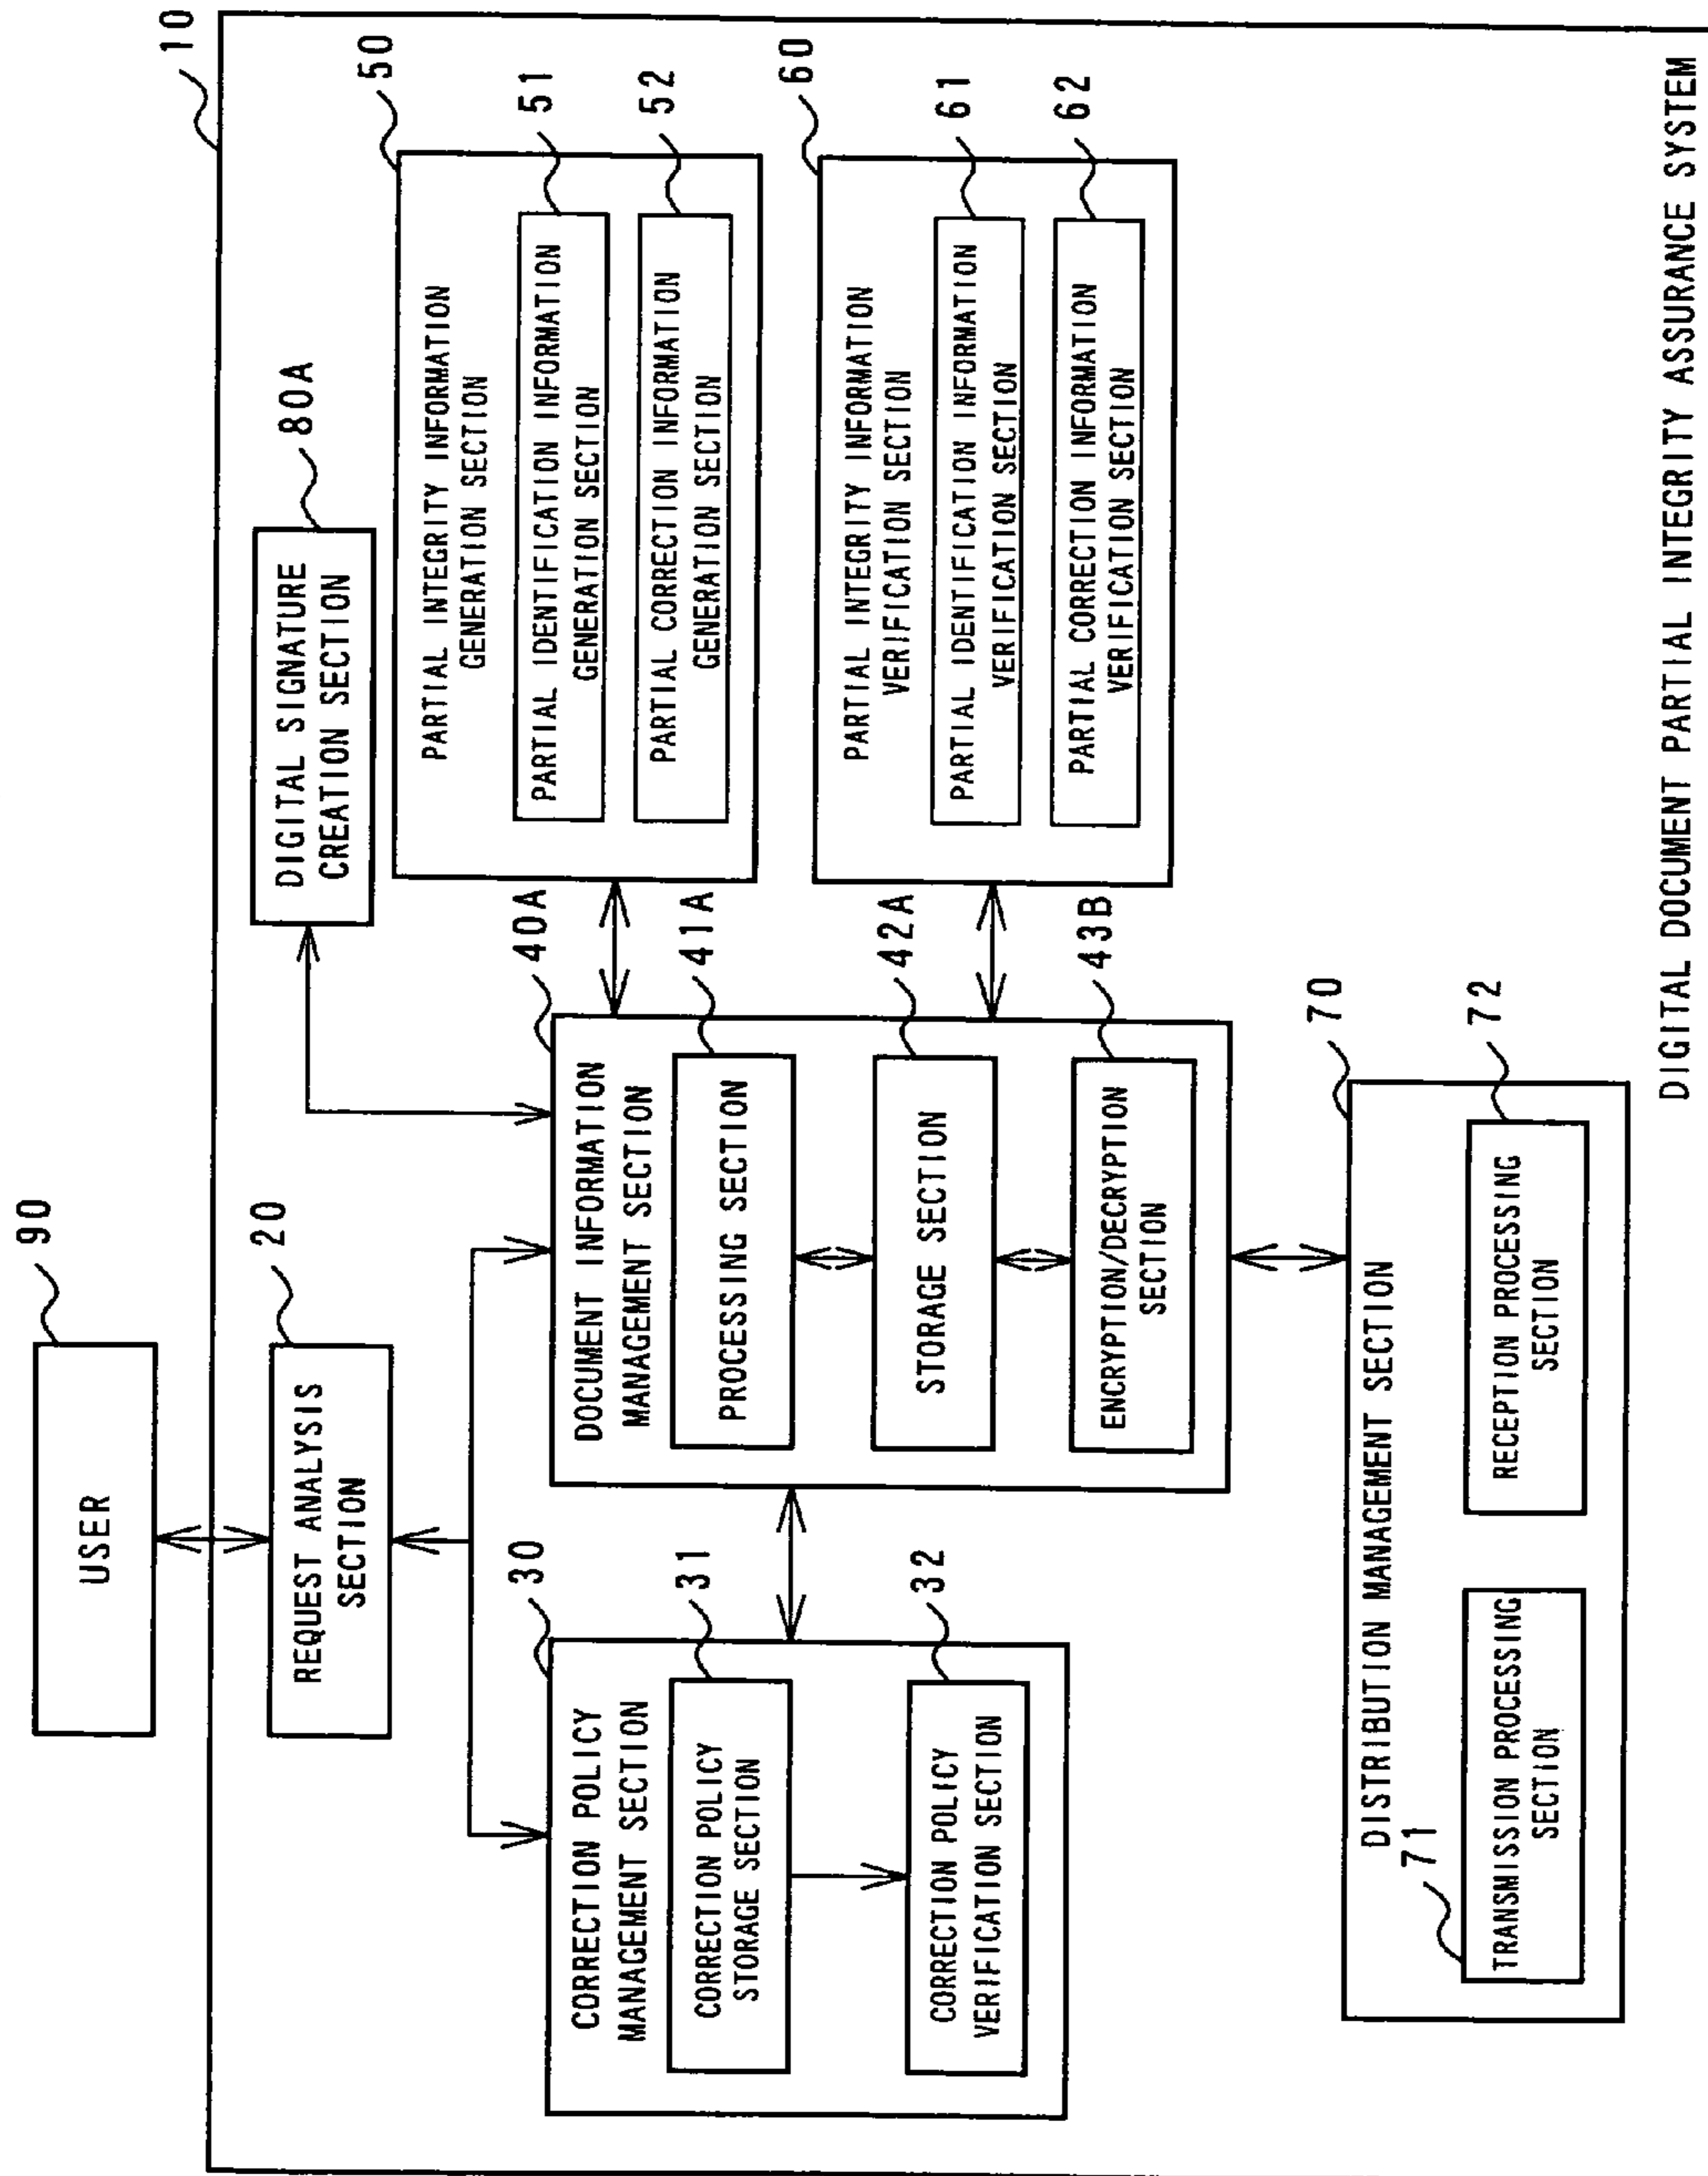 90
USER
10
20
REQUEST ANALYSIS
SECTION
80A
DIGITAL SIGNATURE
CREATION SECTION
30
CORRECTION POLICY
MANAGEMENT SECTION
31
CORRECTION POLICY
STORAGE SECTION
32
CORRECTION POLICY
VERIFICATION SECTION
40A
DOCUMENT INFORMATION
MANAGEMENT SECTION
41A
PROCESSING SECTION
42A
STORAGE SECTION
43B
ENCRYPTION/DECRYPTION
SECTION
50
PARTIAL INTEGRITY INFORMATION
GENERATION SECTION
51
PARTIAL IDENTIFICATION INFORMATION
GENERATION SECTION
52
PARTIAL CORRECTION INFORMATION
GENERATION SECTION
60
PARTIAL INTEGRITY INFORMATION
VERIFICATION SECTION
61
PARTIAL IDENTIFICATION INFORMATION
VERIFICATION SECTION
62
PARTIAL CORRECTION INFORMATION
VERIFICATION SECTION
70
DISTRIBUTION MANAGEMENT SECTION
71
TRANSMISSION PROCESSING
SECTION
72
RECEPTION PROCESSING
SECTION
DIGITAL DOCUMENT PARTIAL INTEGRITY ASSURANCE SYSTEM